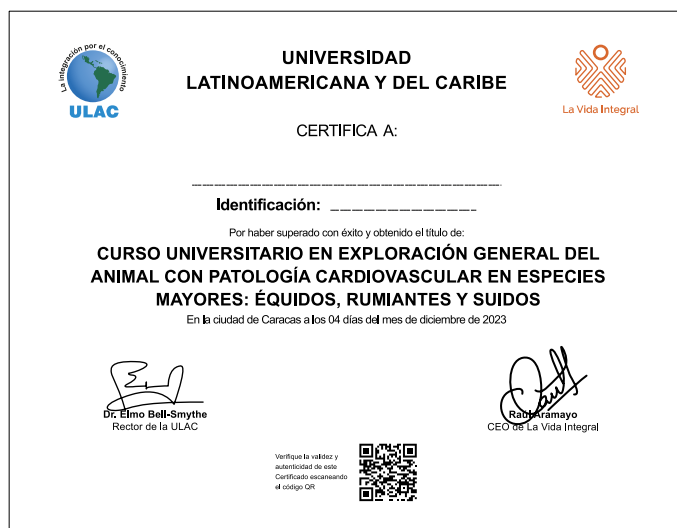 La integración por el conocimiento
ULAC
UNIVERSIDAD
LATINOAMERICANA Y DEL CARIBE
La Vida Integral
CERTIFICA A:
Identificación:
Por haber superado con éxito y obtenido el título de:
CURSO UNIVERSITARIO EN EXPLORACIÓN GENERAL DEL
ANIMAL CON PATOLOGÍA CARDIOVASCULAR EN ESPECIES
MAYORES: ÉQUIDOS, RUMIANTES Y SUIDOS
En la ciudad de Caracas a los 04 días del mes de diciembre de 2023
Dr. Elmo Bell-Smythe
Rector de la ULAC
Raúl Aramayo
CEO de La Vida Integral
Verifique la validez y
autenticidad de este
Certificado escaneando
el código QR